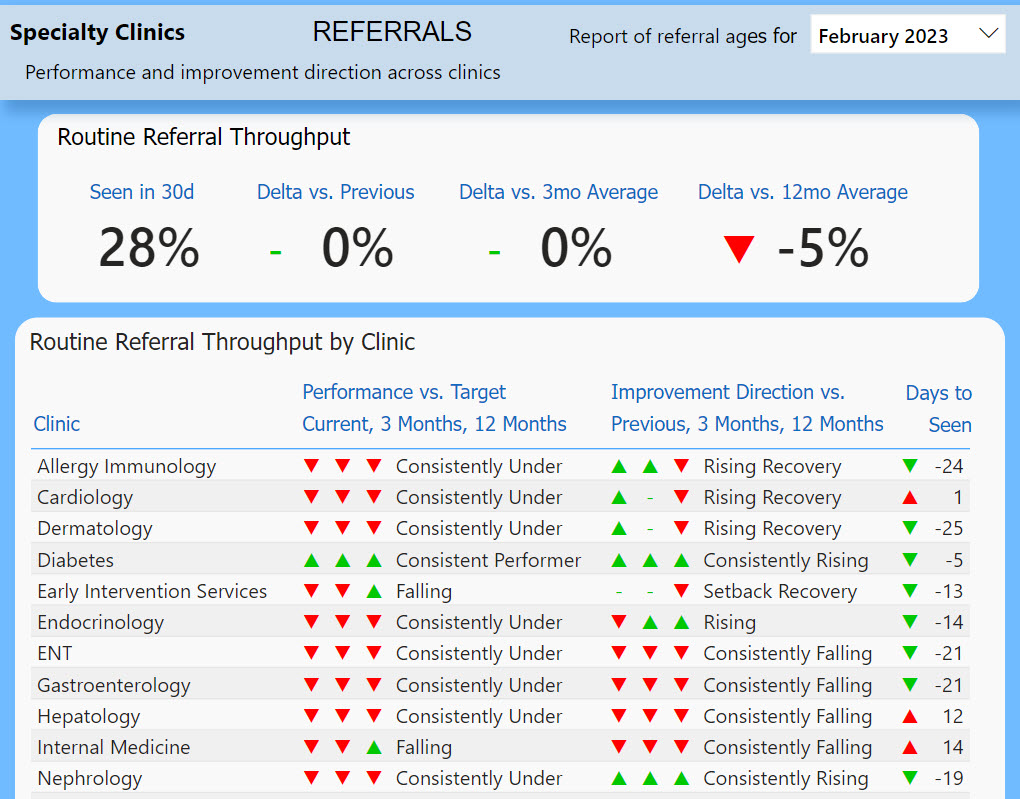 Specialty Clinics REFERRALS Report of referral ages for February 2023
Performance and improvement direction across clinics
Routine Referral Throughput
Seen in 30d Delta vs. Previous Delta vs. 3mo Average Delta vs. 12mo Average
28% - 0% - 0% ▼ -5%
Routine Referral Throughput by Clinic
Performance vs. Target Improvement Direction vs. Days to
Clinic Current, 3 Months, 12 Months Previous, 3 Months, 12 Months Seen
Allergy Immunology ▼ ▼ ▼ Consistently Under ▲ ▲ ▼ Rising Recovery ▼ -24
Cardiology ▼ ▼ ▼ Consistently Under ▲ - ▼ Rising Recovery ▲ 1
Dermatology ▼ ▼ ▼ Consistently Under ▲ - ▼ Rising Recovery ▼ -25
Diabetes ▲ ▲ ▲ Consistent Performer ▲ ▲ ▲ Consistently Rising ▼ -5
Early Intervention Services ▼ ▼ ▲ Falling - - ▼ Setback Recovery ▼ -13
Endocrinology ▼ ▼ ▼ Consistently Under ▼ ▲ ▲ Rising ▼ -14
ENT ▼ ▼ ▼ Consistently Under ▼ ▼ ▼ Consistently Falling ▼ -21
Gastroenterology ▼ ▼ ▼ Consistently Under ▼ ▼ ▼ Consistently Falling ▼ -21
Hepatology ▼ ▼ ▼ Consistently Under ▼ ▼ ▼ Consistently Falling ▲ 12
Internal Medicine ▼ ▼ ▲ Falling ▼ ▼ ▼ Consistently Falling ▲ 14
Nephrology ▼ ▼ ▼ Consistently Under ▲ ▲ ▲ Consistently Rising ▼ -19